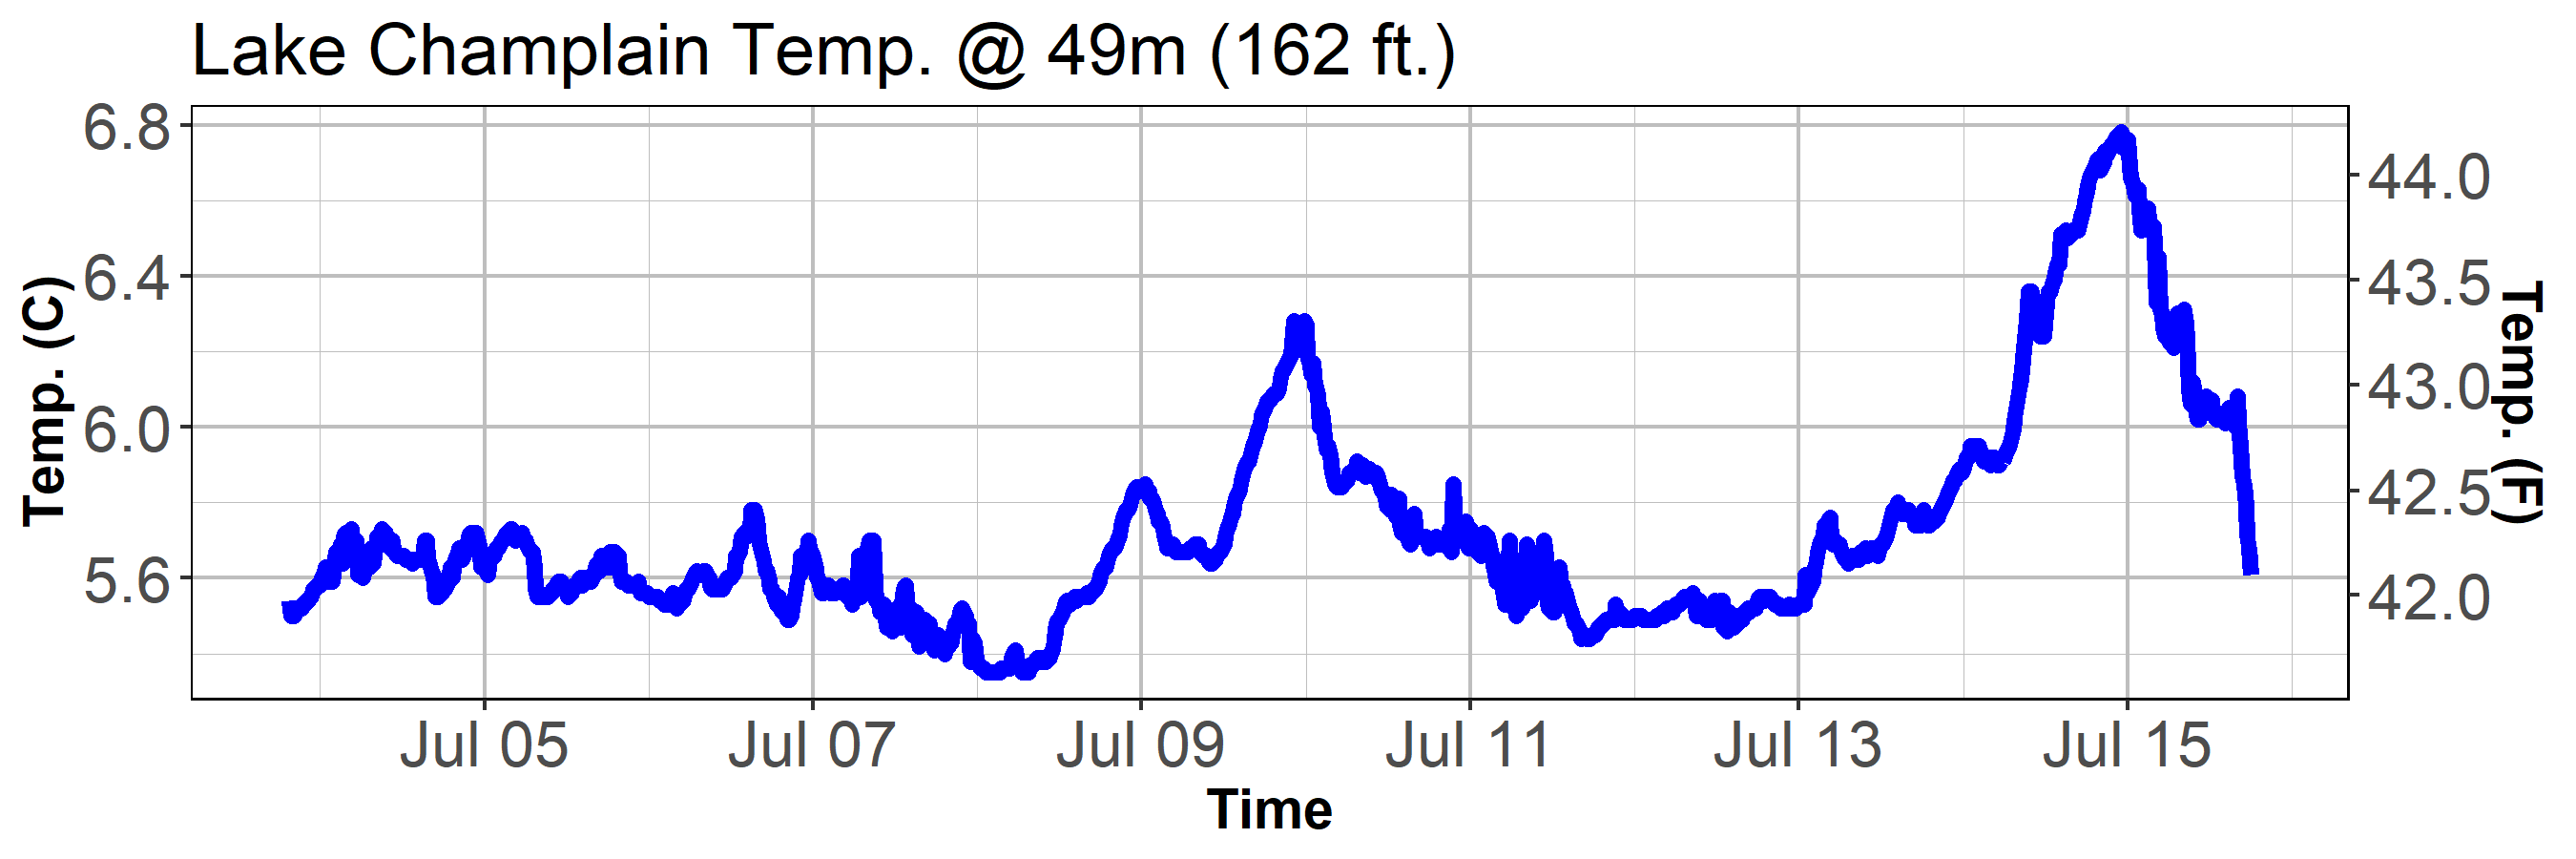 Lake Champlain Temp. @ 49m (162 ft.)
6.8
6.4
6.0
5.6
Temp. (C)
44.0
43.5
43.0
42.5
42.0
Temp. (F)
Jul 05 Jul 07 Jul 09 Jul 11 Jul 13 Jul 15
Time